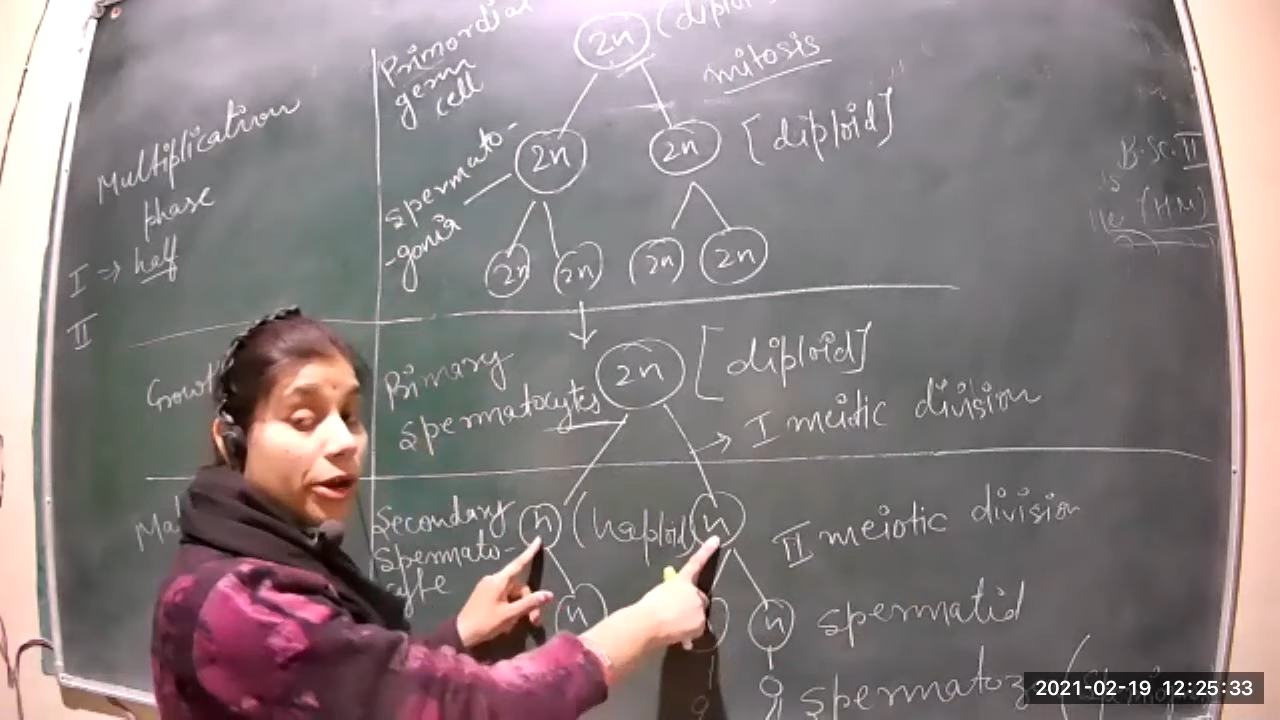 Primordial
germ
cell
2n
mitosis
Multiplication
phase
I → half
II
spermato-
-gonia
2n
2n
[diploid]
2n
2n
2n
2n
B.Sc. II
(HM)
Primary
spermatocytes
2n
[diploid]
→ I meitic division
Secondary
spermato-
cyte
n
(haploid)
n
II meiotic division
n
n
spermatid
2021-02-19 12:25:33